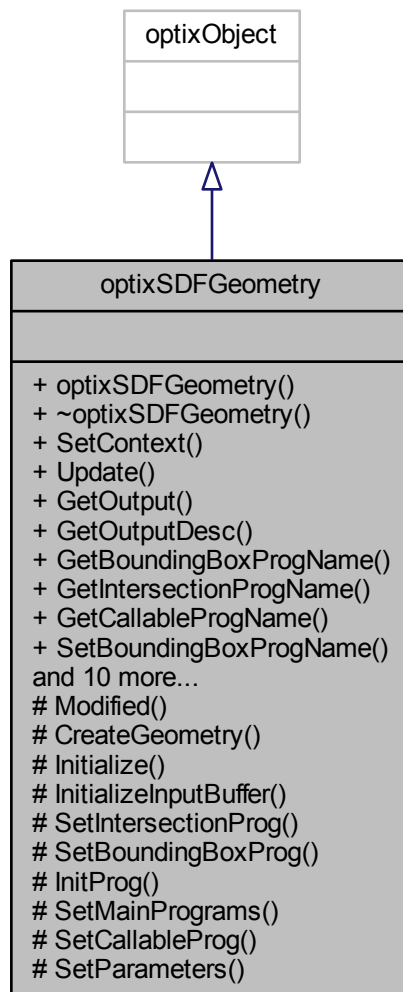 optixObject
optixSDFGeometry
+ optixSDFGeometry()
+ ~optixSDFGeometry()
+ SetContext()
+ Update()
+ GetOutput()
+ GetOutputDesc()
+ GetBoundingBoxProgName()
+ GetIntersectionProgName()
+ GetCallableProgName()
+ SetBoundingBoxProgName()
and 10 more...
# Modified()
# CreateGeometry()
# Initialize()
# InitializeInputBuffer()
# SetIntersectionProg()
# SetBoundingBoxProg()
# InitProg()
# SetMainPrograms()
# SetCallableProg()
# SetParameters()